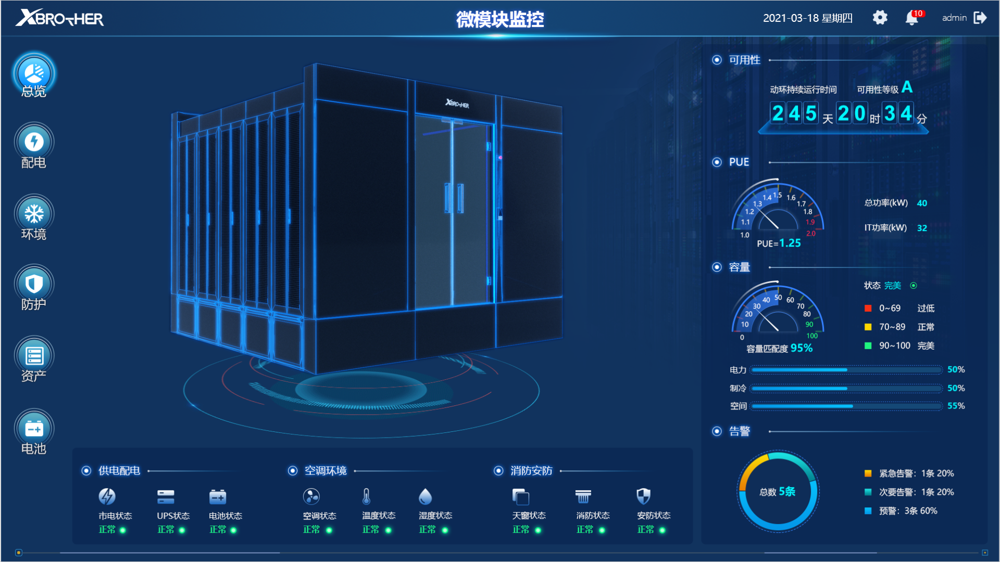 XBROTHER
微模块监控
2021-03-18 星期四
10
admin
总览
配电
环境
防护
资产
电池
XBROTHER
可用性
动环持续运行时间 可用性等级 A
245 天 20 时 34 分
PUE
1.0 1.1 1.2 1.3 1.4 1.5 1.6 1.7 1.8 1.9 2.0
PUE=1.25
总功率(kW) 40
IT功率(kW) 32
容量
0 10 20 30 40 50 60 70 80 90 100
容量匹配度 95%
状态 完美
0~69 过低
70~89 正常
90~100 完美
电力 50%
制冷 50%
空间 55%
告警
总数 5条
紧急告警：1条 20%
次要告警：1条 20%
预警：3条 60%
供电配电
市电状态 UPS状态 电池状态
正常 正常 正常
空调环境
空调状态 温度状态 湿度状态
正常 正常 正常
消防安防
天窗状态 消防状态 安防状态
正常 正常 正常